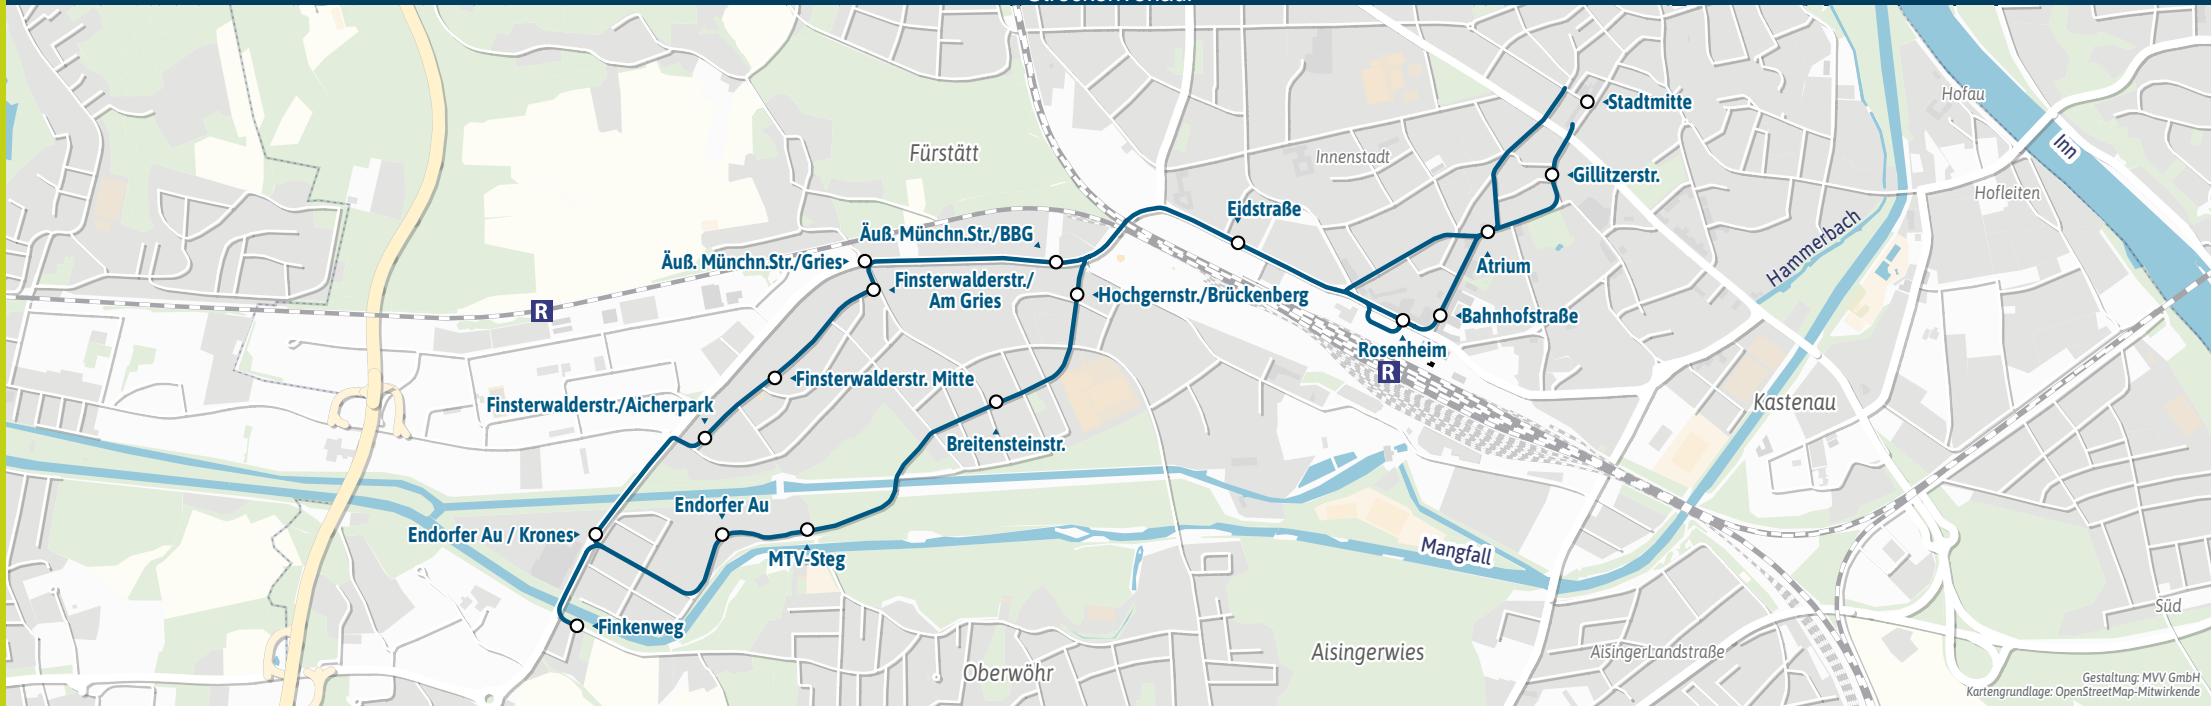 Hofau
Stadtmitte
Inn
Fürstätt
Innenstadt
Gillitzerstr.
Hofleiten
Eidstraße
Äuß. Münchn.Str./BBG
Hammerbach
Äuß. Münchn.Str./Gries
Atrium
Finsterwalderstr./
Am Gries
Hochgernstr./Brückenberg
R
Bahnhofstraße
Rosenheim
R
Finsterwalderstr. Mitte
Finsterwalderstr./Aicherpark
Kastenau
Breitensteinstr.
Endorfer Au
Endorfer Au / Krones
MTV-Steg
Mangfall
Finkenweg
Süd
Aisingerwies
AisingerLandstraße
Oberwöhr
Gestaltung: MVV GmbH
Kartengrundlage: OpenStreetMap-Mitwirkende